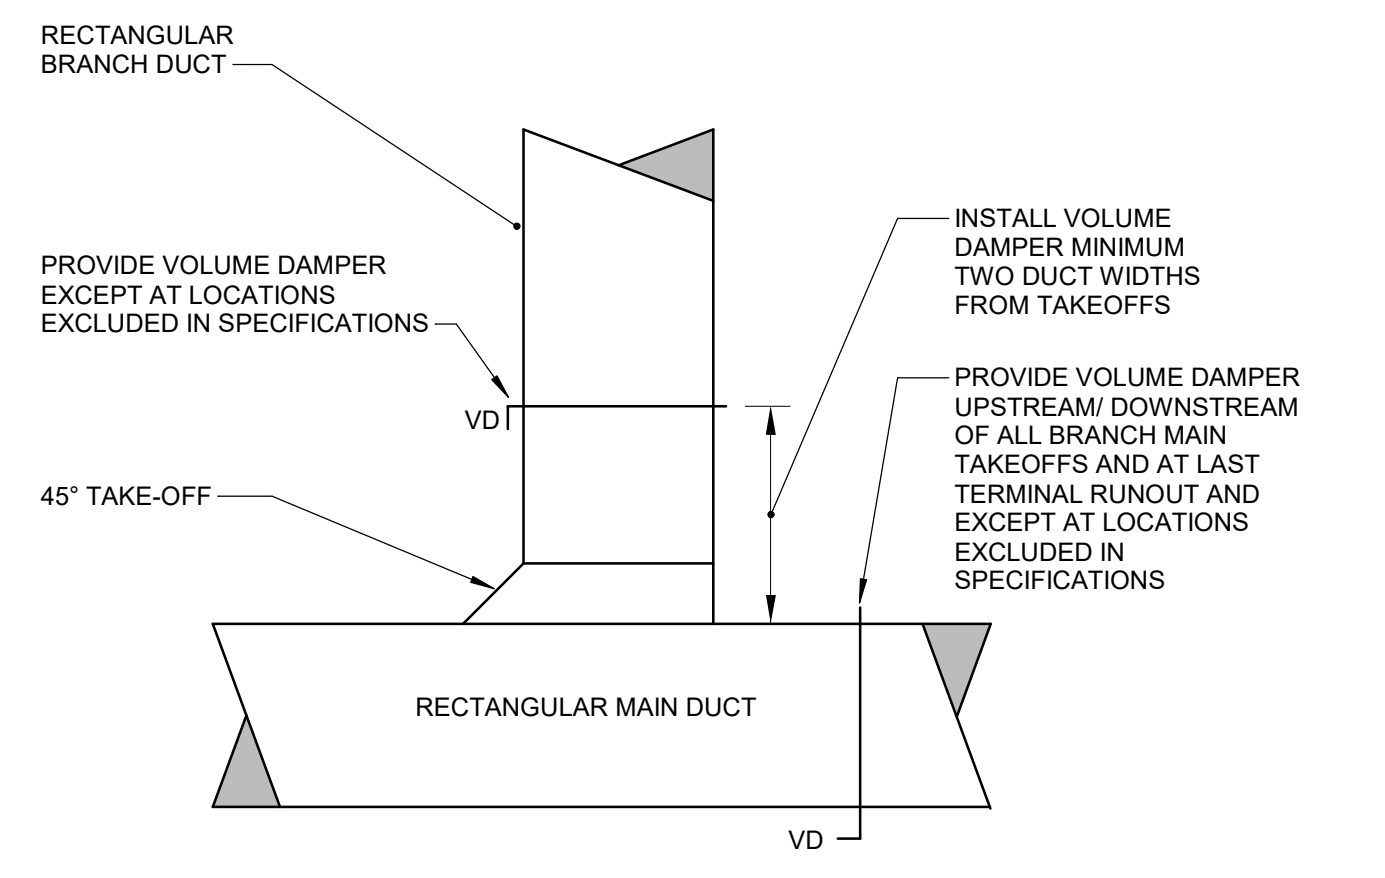 RECTANGULAR
BRANCH DUCT
PROVIDE VOLUME DAMPER
EXCEPT AT LOCATIONS
EXCLUDED IN SPECIFICATIONS
VD
45° TAKE-OFF
INSTALL VOLUME
DAMPER MINIMUM
TWO DUCT WIDTHS
FROM TAKEOFFS
PROVIDE VOLUME DAMPER
UPSTREAM/ DOWNSTREAM
OF ALL BRANCH MAIN
TAKEOFFS AND AT LAST
TERMINAL RUNOUT AND
EXCEPT AT LOCATIONS
EXCLUDED IN
SPECIFICATIONS
RECTANGULAR MAIN DUCT
VD